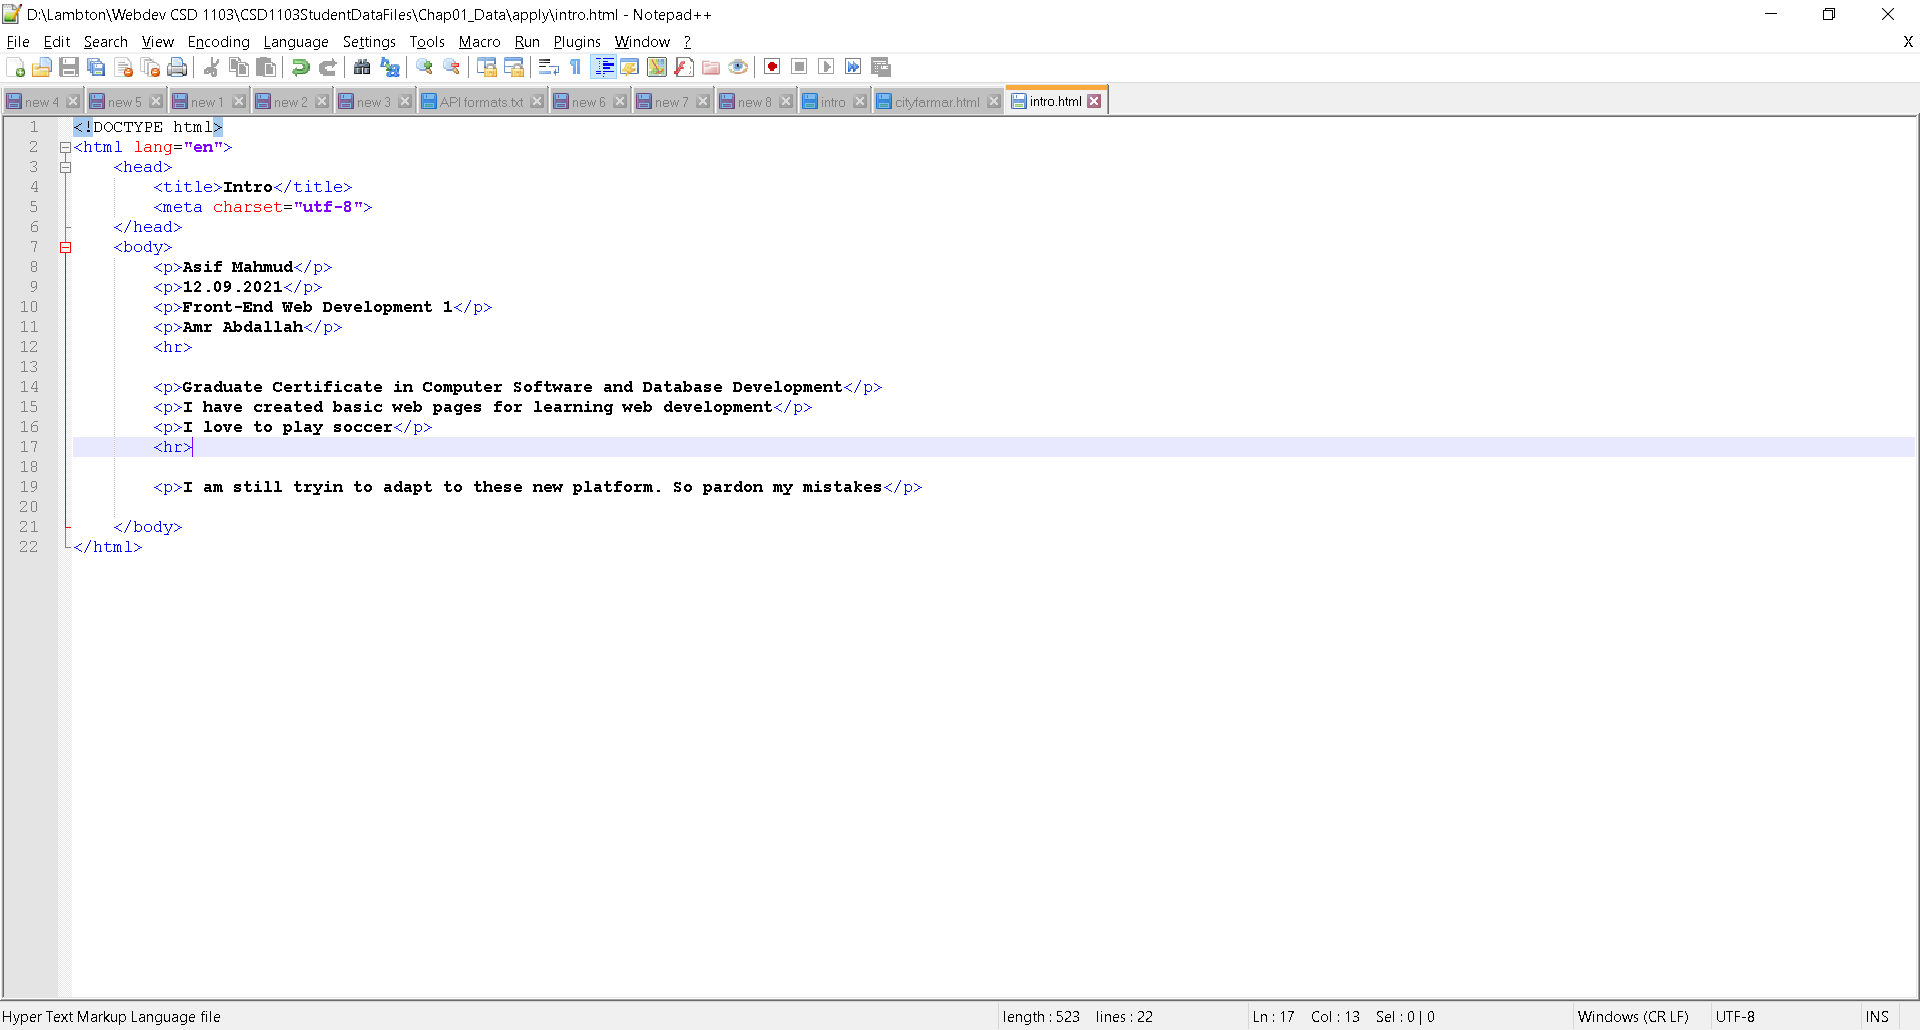 D:\Lambton\Webdev CSD 1103\CSD1103StudentDataFiles\Chap01_Data\apply\intro.html - Notepad++
File Edit Search View Encoding Language Settings Tools Macro Run Plugins Window ? X
new 4 new 5 new 1 new 2 new 3 API formats.txt new 6 new 7 new 8 intro cityfarmar.html intro.html
1 <!DOCTYPE html>
2 <html lang="en">
3 <head>
4 <title>Intro</title>
5 <meta charset="utf-8">
6 </head>
7 <body>
8 <p>Asif Mahmud</p>
9 <p>12.09.2021</p>
10 <p>Front-End Web Development 1</p>
11 <p>Amr Abdallah</p>
12 <hr>
13
14 <p>Graduate Certificate in Computer Software and Database Development</p>
15 <p>I have created basic web pages for learning web development</p>
16 <p>I love to play soccer</p>
17 <hr>
18
19 <p>I am still tryin to adapt to these new platform. So pardon my mistakes</p>
20
21 </body>
22 </html>
Hyper Text Markup Language file length : 523 lines : 22 Ln : 17 Col : 13 Sel : 0 | 0 Windows (CR LF) UTF-8 INS